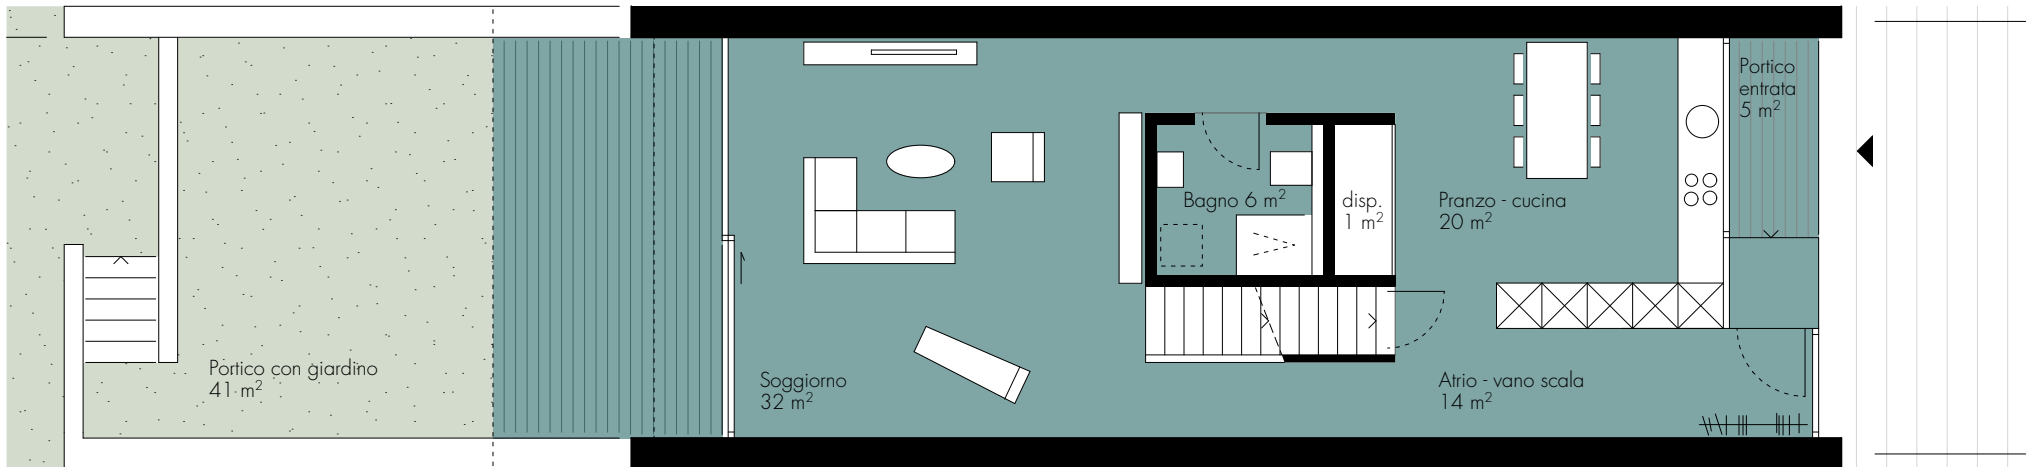 Portico
entrata
5 m²
Bagno 6 m²
disp.
1 m²
Pranzo - cucina
20 m²
Portico con giardino
41 m²
Soggiorno
32 m²
Atrio - vano scala
14 m²